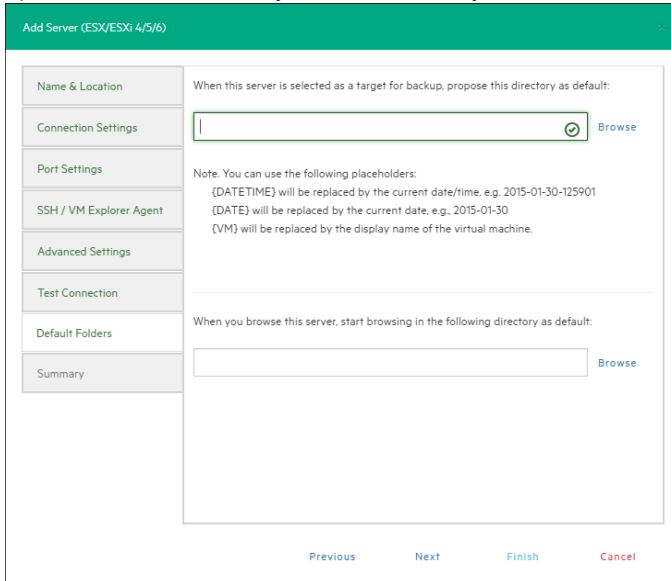 Add Server (ESX/ESXi 4/5/6)
Name & Location
Connection Settings
Port Settings
SSH / VM Explorer Agent
Advanced Settings
Test Connection
Default Folders
Summary
When this server is selected as a target for backup, propose this directory as default:
Browse
Note. You can use the following placeholders:
{DATETIME} will be replaced by the current date/time. e.g. 2015-01-30-125901
{DATE} will be replaced by the current date, e.g., 2015-01-30
{VM} will be replaced by the display name of the virtual machine.
When you browse this server, start browsing in the following directory as default:
Browse
Previous Next Finish Cancel